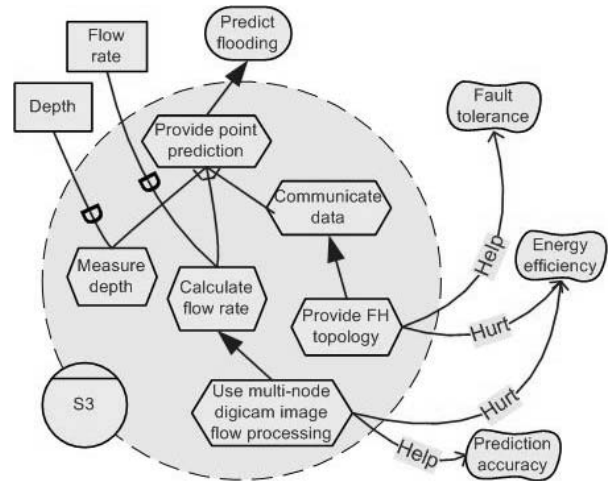 Predict
flooding
Flow
rate
Depth
Fault
tolerance
Provide point
prediction
Communicate
data
Energy
efficiency
Measure
depth
Calculate
flow rate
Help
Provide FH
topology
Hurt
S3
Use multi-node
digicam image
flow processing
Hurt
Help
Prediction
accuracy